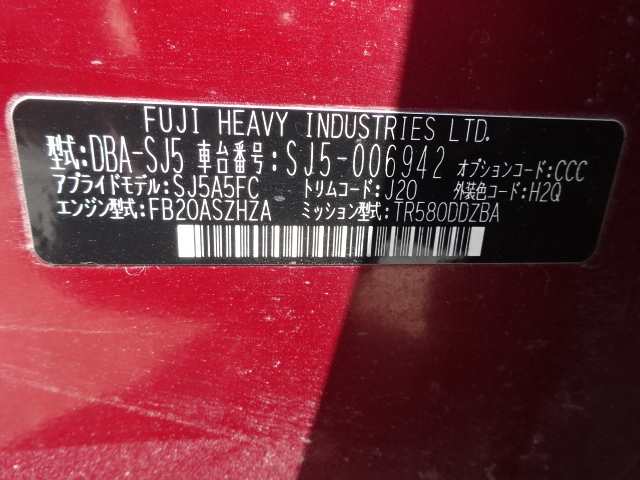 FUJI HEAVY INDUSTRIES LTD.
型式:DBA-SJ5 車台番号:SJ5-006942 オプションコード:CCC
アプライドモデル:SJ5A5FC トリムコード:J20 外装色コード:H2Q
エンジン型式:FB20ASZHZA ミッション型式:TR580DDZBA